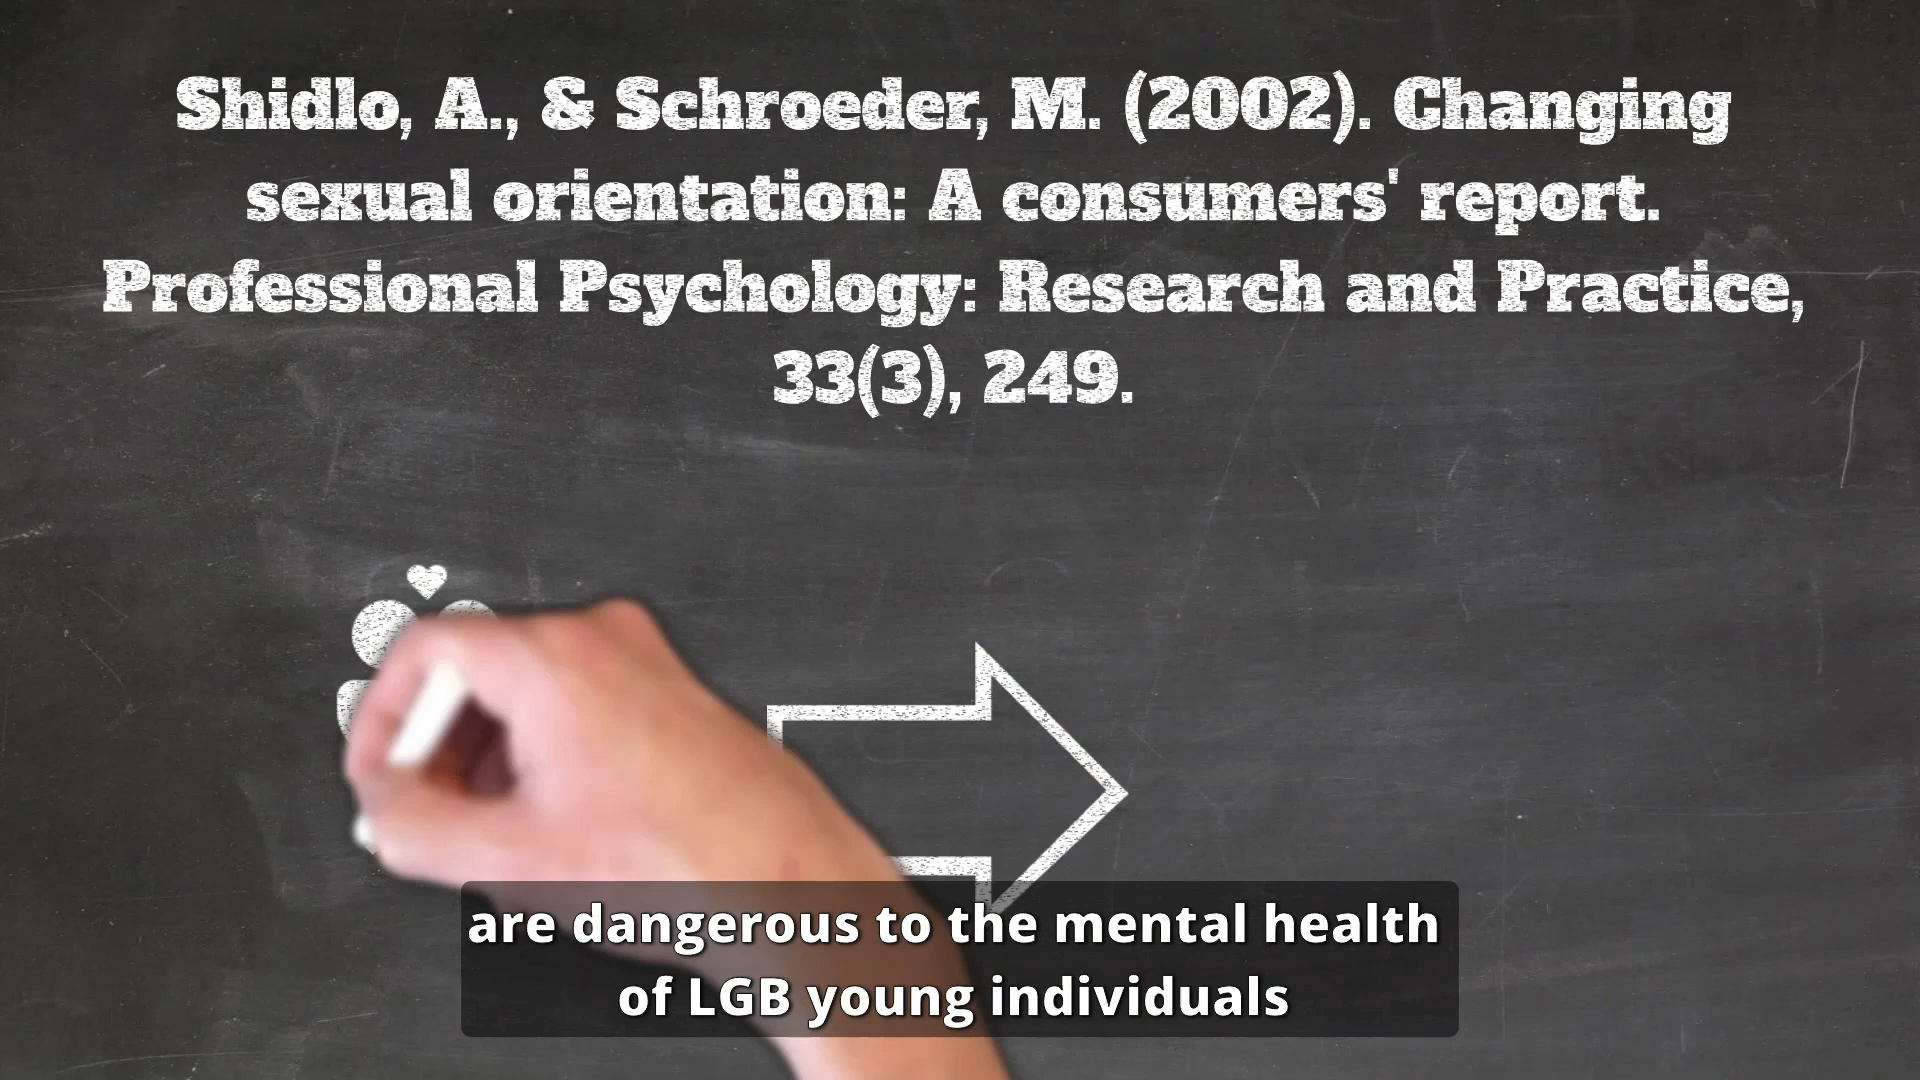 Shidlo, A., & Schroeder, M. (2002). Changing
sexual orientation: A consumers' report.
Professional Psychology: Research and Practice,
33(3), 249.
are dangerous to the mental health
of LGB young individuals